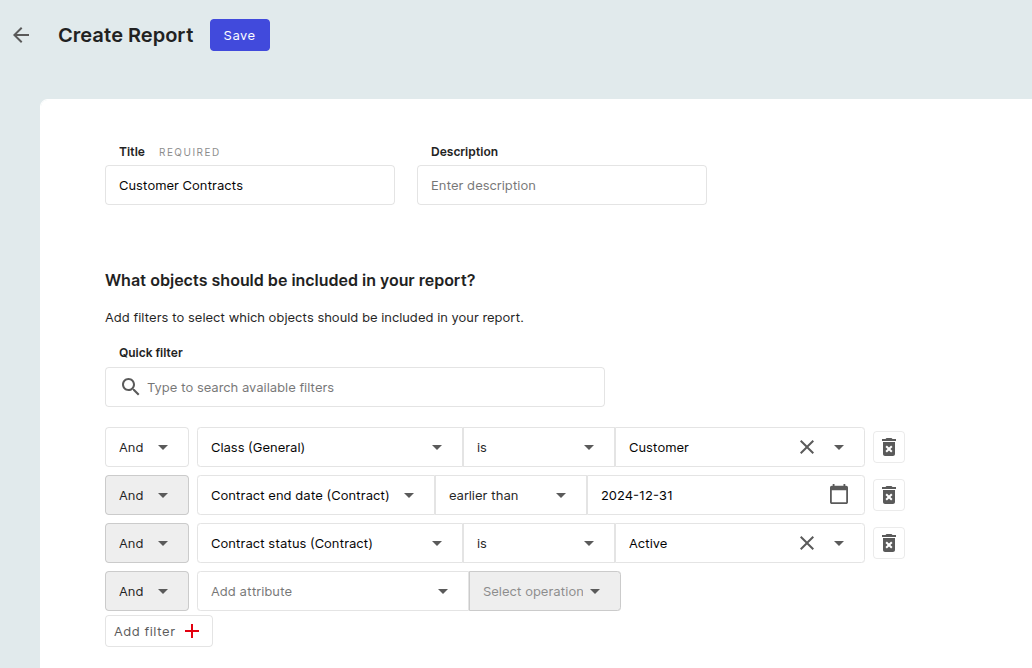 Create Report Save
Title REQUIRED Description
Customer Contracts Enter description
What objects should be included in your report?
Add filters to select which objects should be included in your report.
Quick filter
Type to search available filters
And Class (General) is Customer
And Contract end date (Contract) earlier than 2024-12-31
And Contract status (Contract) is Active
And Add attribute Select operation
Add filter